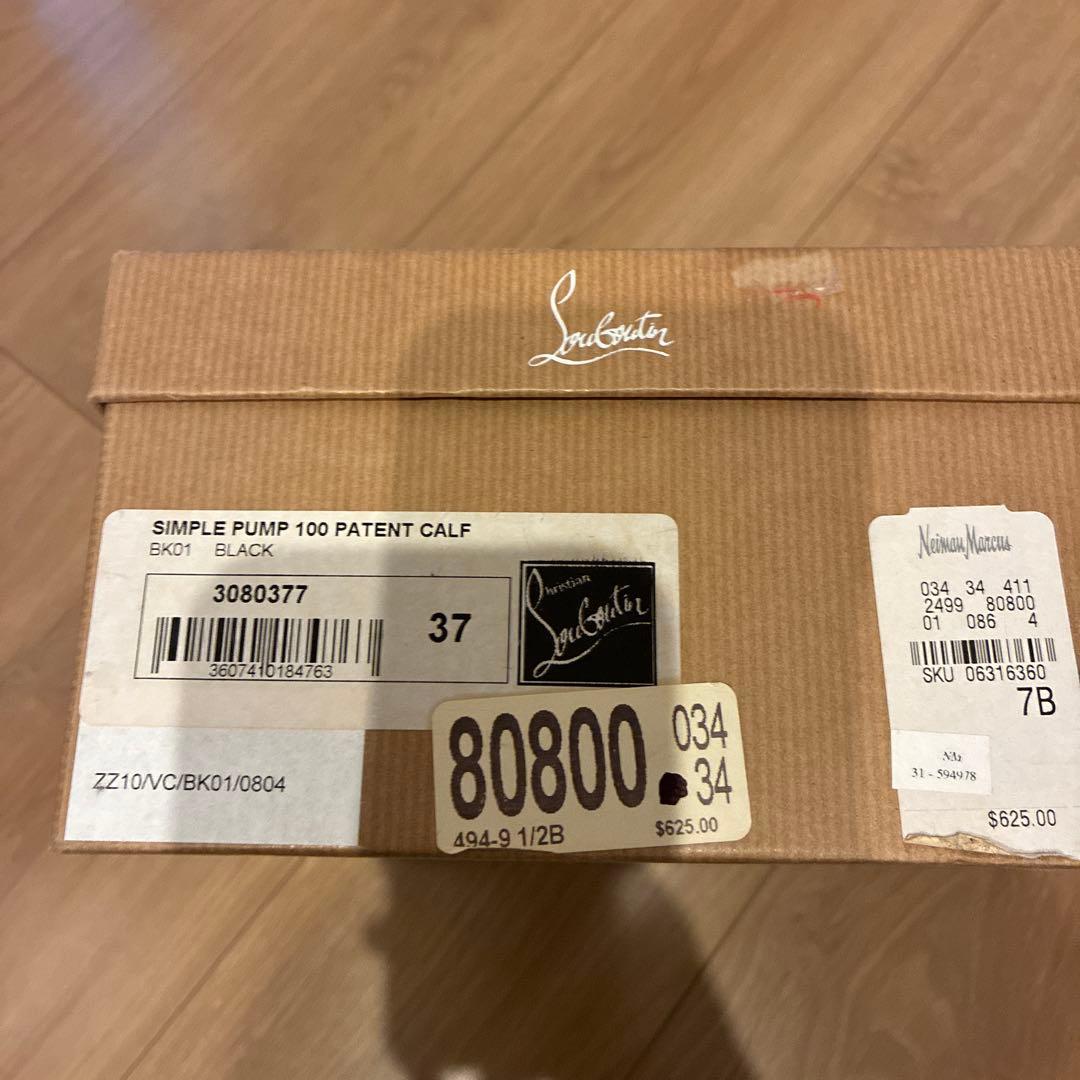 Louboutin
SIMPLE PUMP 100 PATENT CALF
BK01 BLACK
3080377
37
3607410184763
Christian
Louboutin
ZZ10/VC/BK01/0804
80800
034
34
494-9 1/2B
$625.00
Neiman Marcus
034 34 411
2499 80800
01 086 4
SKU 06316360
7B
NM
31 - 594978
$625.00